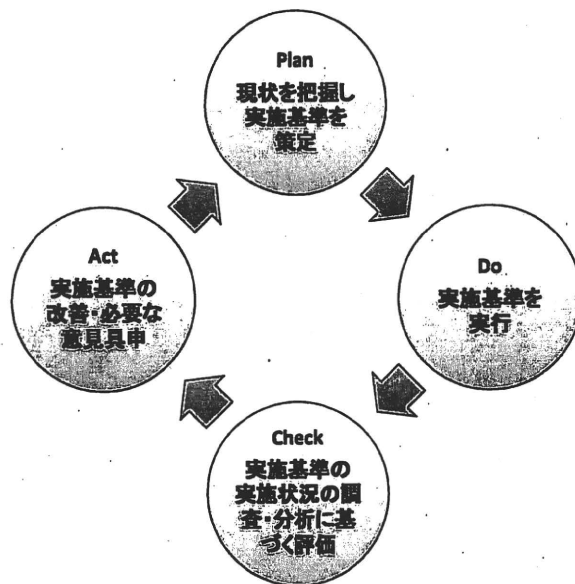 Plan
現状を把握し
実施基準を
策定
Do
実施基準を
実行
Check
実施基準の
実施状況の調
査・分析に基
づく評価
Act
実施基準の
改善・必要な
意見具申